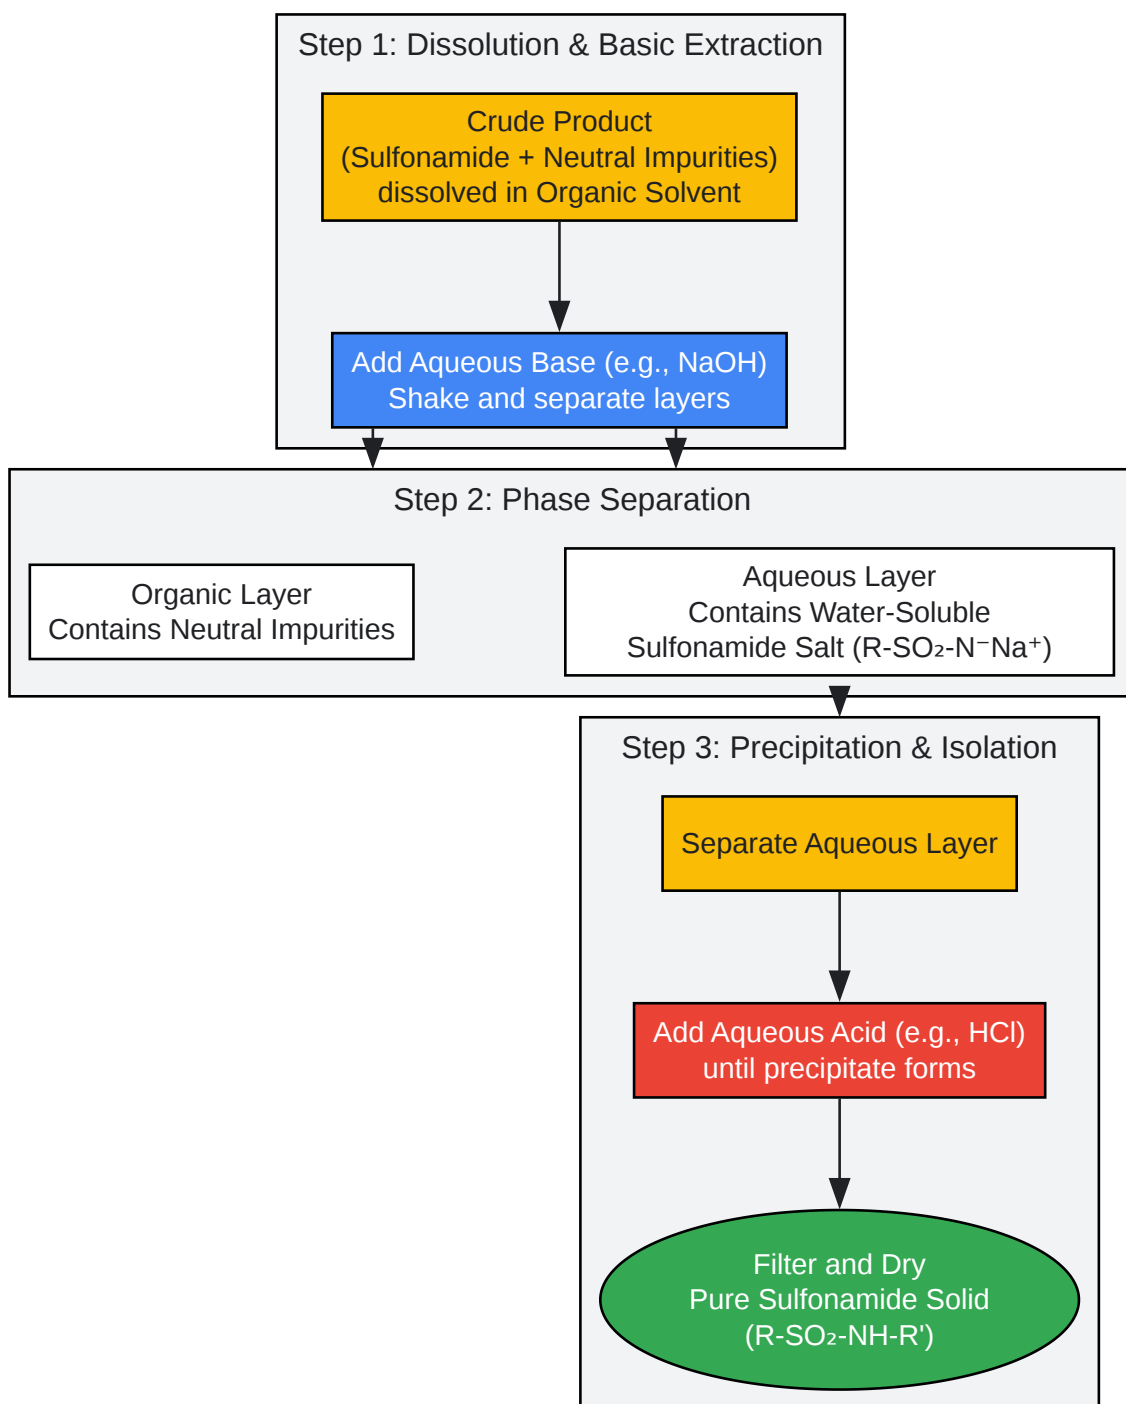 Step 1: Dissolution & Basic Extraction
Crude Product
(Sulfonamide + Neutral Impurities)
dissolved in Organic Solvent
Add Aqueous Base (e.g., NaOH)
Shake and separate layers
Step 2: Phase Separation
Organic Layer
Contains Neutral Impurities
Aqueous Layer
Contains Water-Soluble
Sulfonamide Salt (R-SO₂-N⁻Na⁺)
Step 3: Precipitation & Isolation
Separate Aqueous Layer
Add Aqueous Acid (e.g., HCl)
until precipitate forms
Filter and Dry
Pure Sulfonamide Solid
(R-SO₂-NH-R')